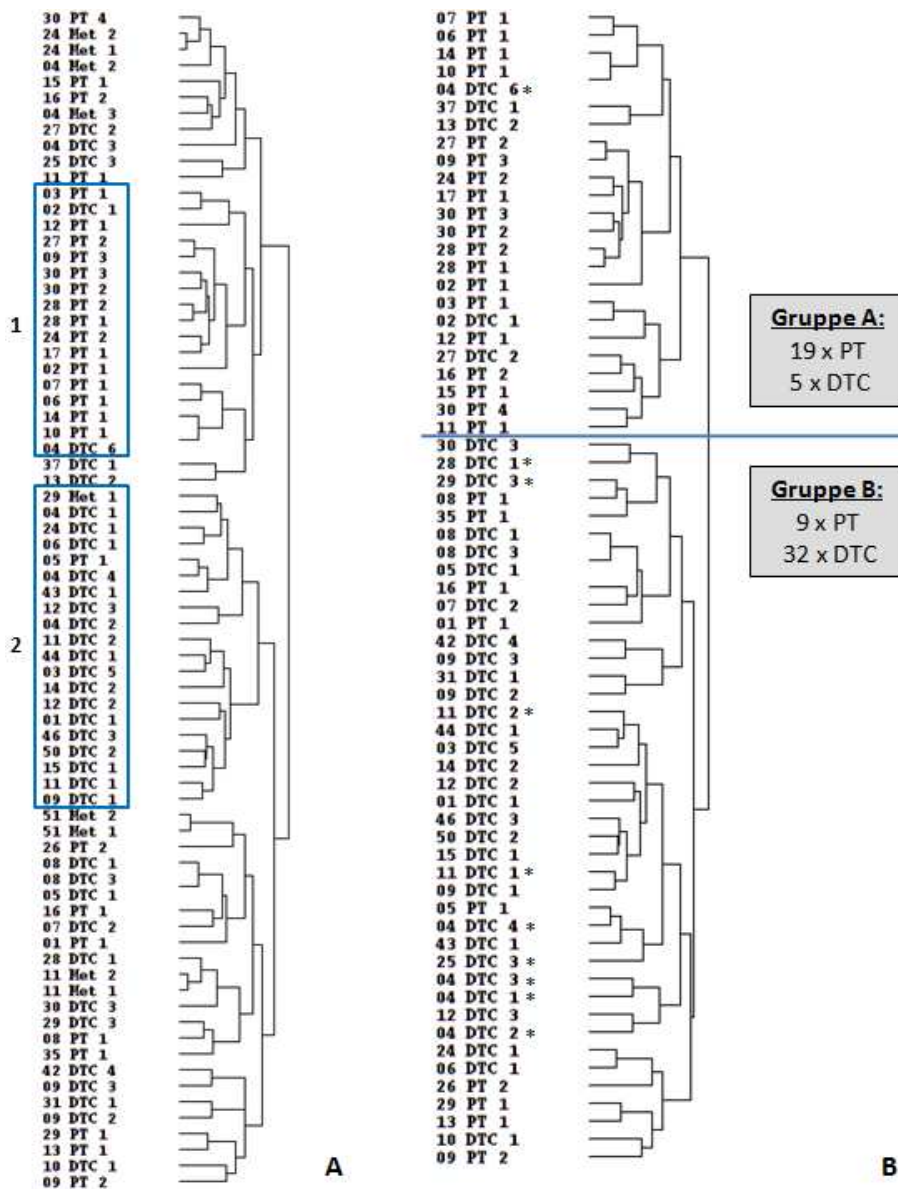 30 PT 4
24 Met 2
24 Met 1
04 Met 2
15 PT 1
16 PT 2
04 Met 3
27 DTC 2
04 DTC 3
25 DTC 3
11 PT 1
03 PT 1
02 DTC 1
12 PT 1
27 PT 2
09 PT 3
30 PT 3
30 PT 2
28 PT 2
28 PT 1
24 PT 2
17 PT 1
02 PT 1
07 PT 1
06 PT 1
14 PT 1
10 PT 1
04 DTC 6
37 DTC 1
13 DTC 2
29 Met 1
04 DTC 1
24 DTC 1
06 DTC 1
05 PT 1
04 DTC 4
43 DTC 1
12 DTC 3
04 DTC 2
11 DTC 2
44 DTC 1
03 DTC 5
14 DTC 2
12 DTC 2
01 DTC 1
46 DTC 3
50 DTC 2
15 DTC 1
11 DTC 1
09 DTC 1
51 Met 2
51 Met 1
26 PT 2
08 DTC 1
08 DTC 3
05 DTC 1
16 PT 1
07 DTC 2
01 PT 1
28 DTC 1
11 Met 2
11 Met 1
30 DTC 3
29 DTC 3
08 PT 1
35 PT 1
42 DTC 4
09 DTC 3
31 DTC 1
09 DTC 2
29 PT 1
13 PT 1
10 DTC 1
09 PT 2
1
2
A
07 PT 1
06 PT 1
14 PT 1
10 PT 1
04 DTC 6 *
37 DTC 1
13 DTC 2
27 PT 2
09 PT 3
24 PT 2
17 PT 1
30 PT 3
30 PT 2
28 PT 2
28 PT 1
02 PT 1
03 PT 1
02 DTC 1
12 PT 1
27 DTC 2
16 PT 2
15 PT 1
30 PT 4
11 PT 1
30 DTC 3
28 DTC 1 *
29 DTC 3 *
08 PT 1
35 PT 1
08 DTC 1
08 DTC 3
05 DTC 1
16 PT 1
07 DTC 2
01 PT 1
42 DTC 4
09 DTC 3
31 DTC 1
09 DTC 2
11 DTC 2 *
44 DTC 1
03 DTC 5
14 DTC 2
12 DTC 2
01 DTC 1
46 DTC 3
50 DTC 2
15 DTC 1
11 DTC 1 *
09 DTC 1
05 PT 1
04 DTC 4 *
43 DTC 1
25 DTC 3 *
04 DTC 3 *
04 DTC 1 *
12 DTC 3
04 DTC 2 *
24 DTC 1
06 DTC 1
26 PT 2
29 PT 1
13 PT 1
10 DTC 1
09 PT 2
Gruppe A:
19 x PT
5 x DTC
Gruppe B:
9 x PT
32 x DTC
B